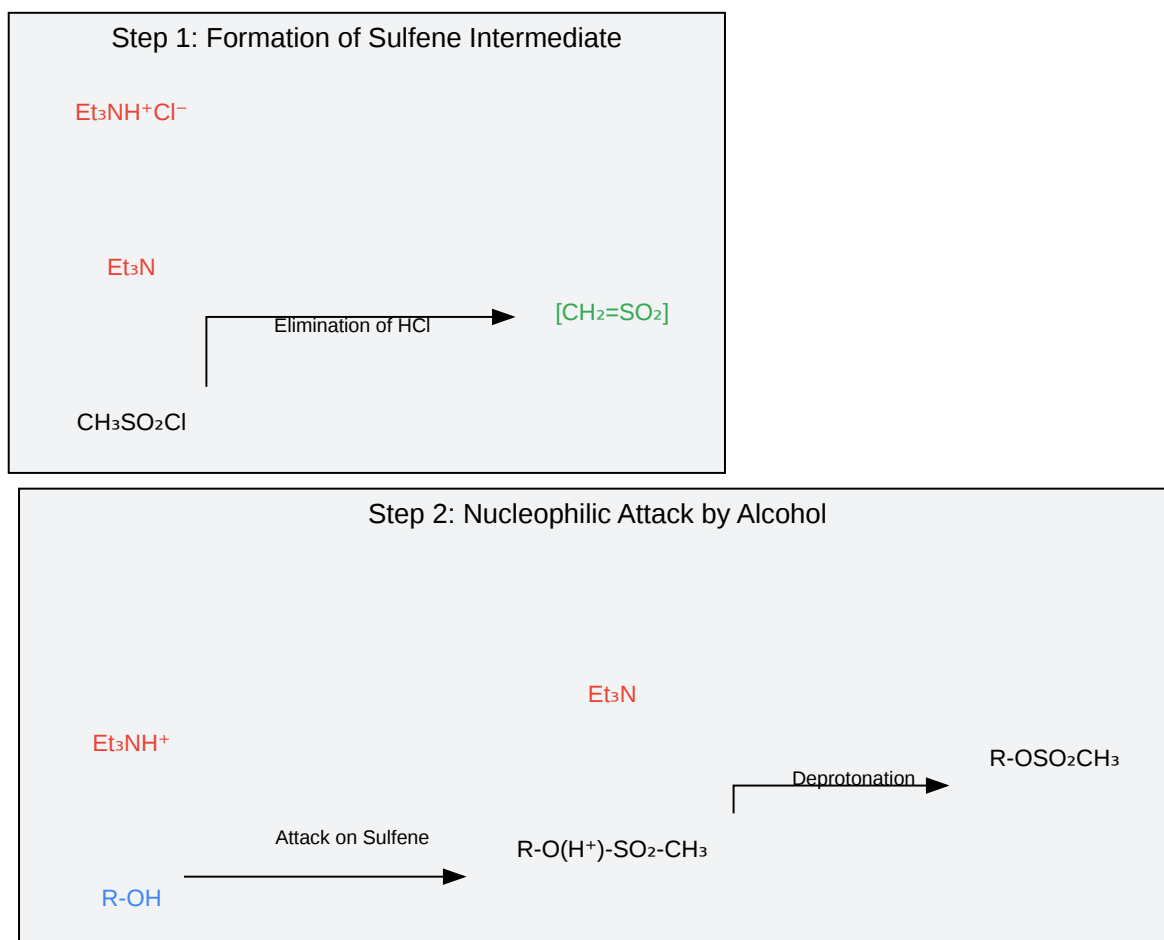 Step 1: Formation of Sulfene Intermediate
Et₃NH⁺Cl⁻
Et₃N
[CH₂=SO₂]
Elimination of HCl
CH₃SO₂Cl
Step 2: Nucleophilic Attack by Alcohol
Et₃N
Et₃NH⁺
R-OSO₂CH₃
Deprotonation
Attack on Sulfene
R-O(H⁺)-SO₂-CH₃
R-OH